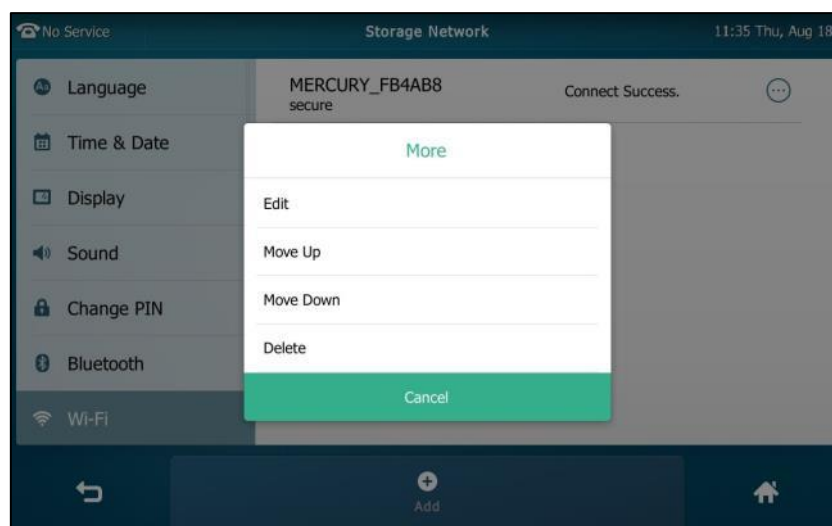 No Service
Storage Network
11:35 Thu, Aug 18
Language
MERCURY_FB4AB8
secure
Connect Success.
Time & Date
Display
Sound
Change PIN
Bluetooth
Wi-Fi
More
Edit
Move Up
Move Down
Delete
Cancel
Add